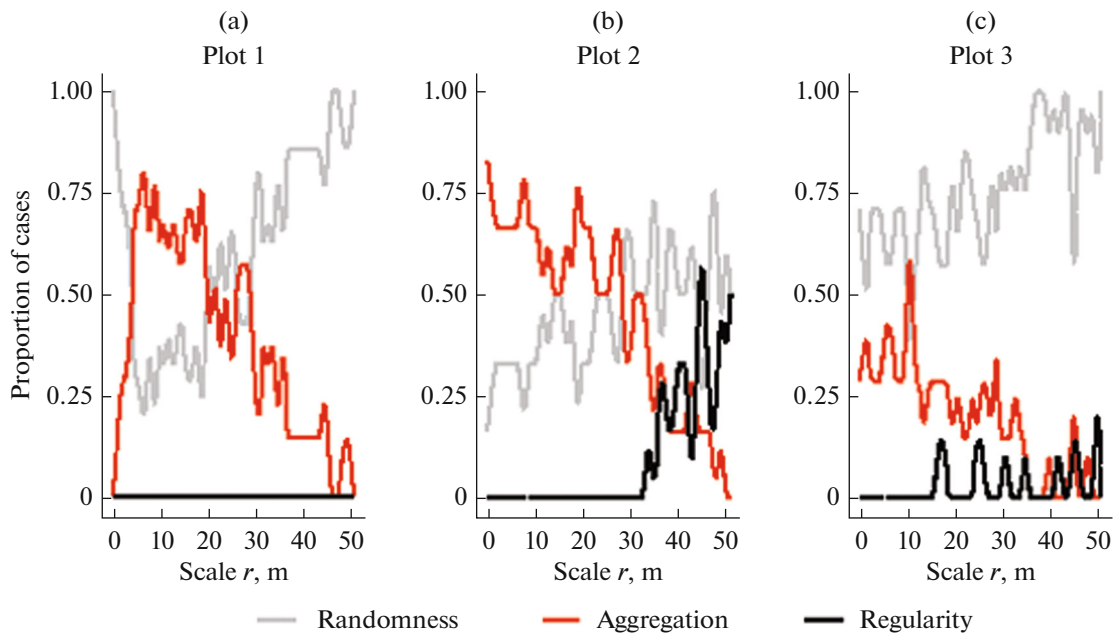 (a) (b) (c)
Plot 1 Plot 2 Plot 3
Proportion of cases
1.00 1.00 1.00
0.75 0.75 0.75
0.50 0.50 0.50
0.25 0.25 0.25
0 0 0
0 10 20 30 40 50 0 10 20 30 40 50 0 10 20 30 40 50
Scale r, m Scale r, m Scale r, m
Randomness Aggregation Regularity